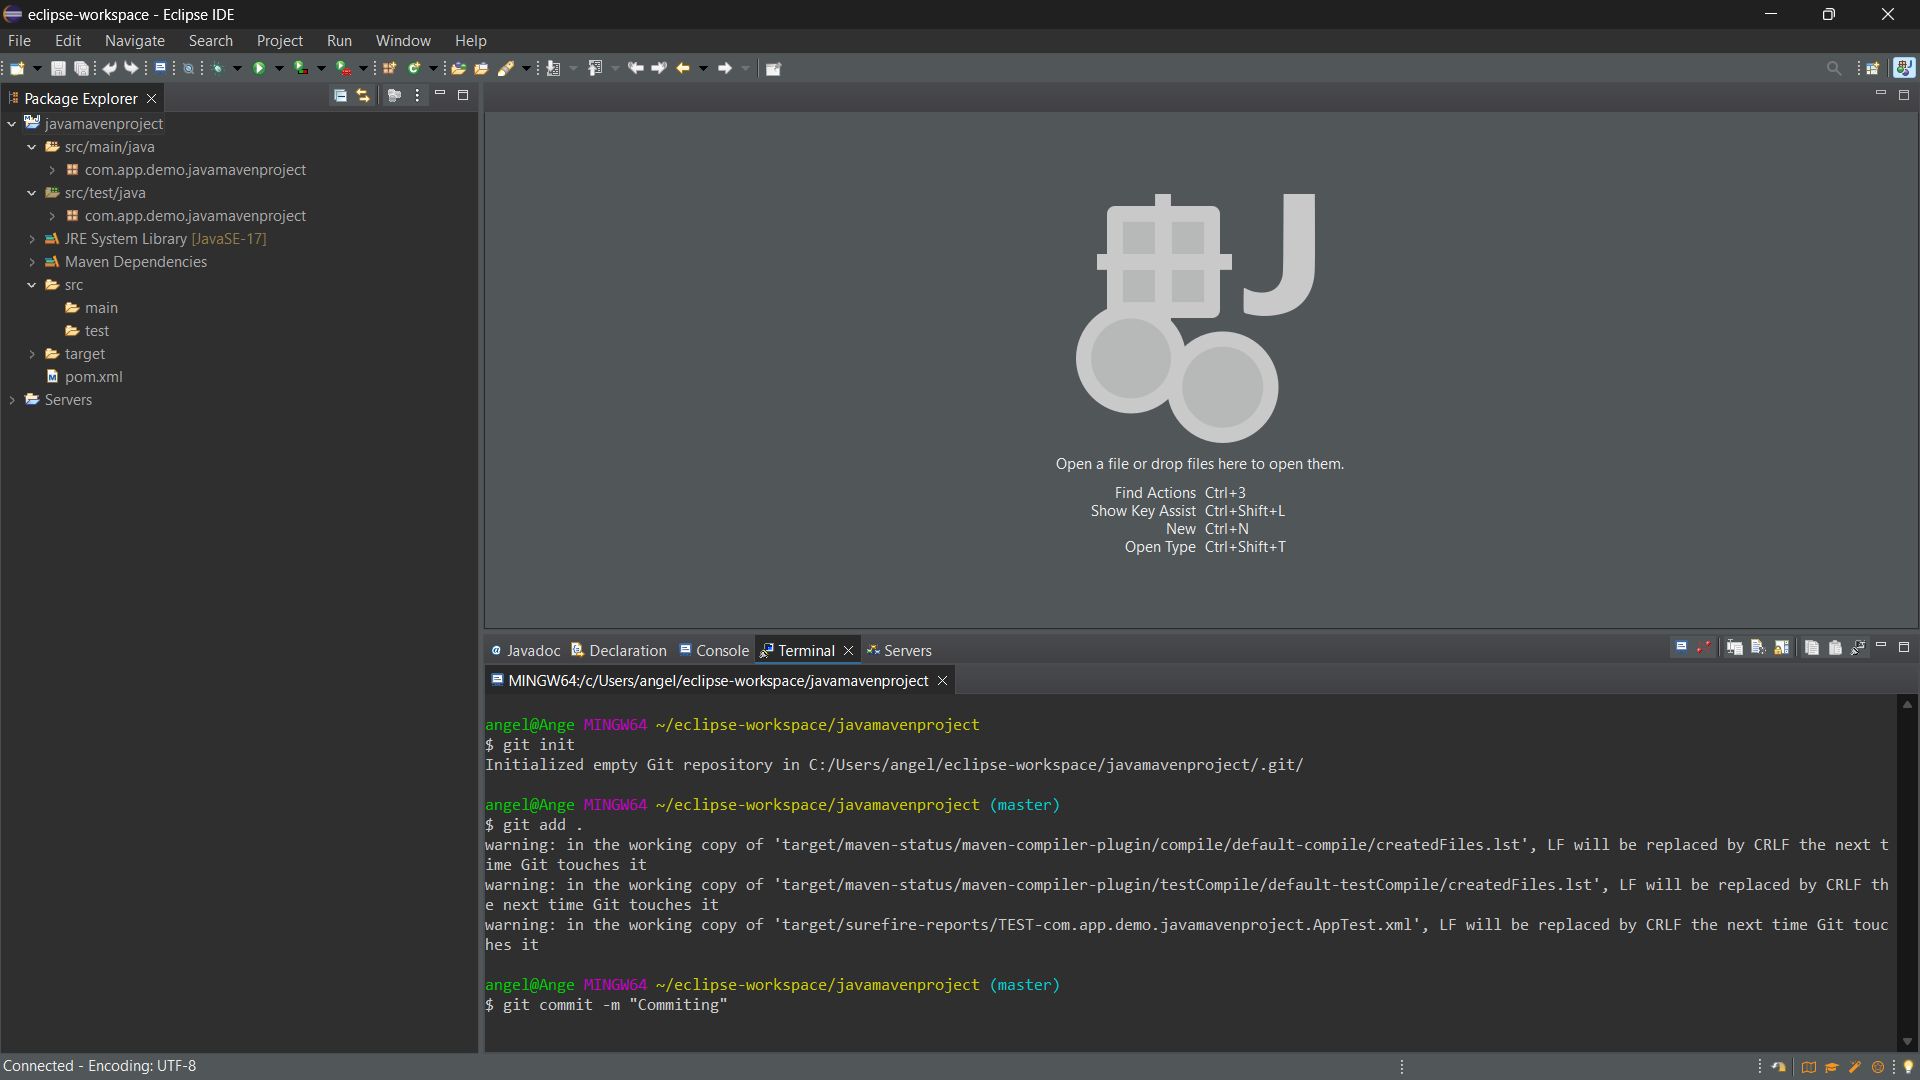 eclipse-workspace - Eclipse IDE
File Edit Navigate Search Project Run Window Help
Package Explorer
javamavenproject
src/main/java
com.app.demo.javamavenproject
src/test/java
com.app.demo.javamavenproject
JRE System Library [JavaSE-17]
Maven Dependencies
src
main
test
target
pom.xml
Servers
Open a file or drop files here to open them.
Find Actions Ctrl+3
Show Key Assist Ctrl+Shift+L
New Ctrl+N
Open Type Ctrl+Shift+T
Javadoc Declaration Console Terminal Servers
MINGW64:/c/Users/angel/eclipse-workspace/javamavenproject
angel@Ange MINGW64 ~/eclipse-workspace/javamavenproject
$ git init
Initialized empty Git repository in C:/Users/angel/eclipse-workspace/javamavenproject/.git/
angel@Ange MINGW64 ~/eclipse-workspace/javamavenproject (master)
$ git add .
warning: in the working copy of 'target/maven-status/maven-compiler-plugin/compile/default-compile/createdFiles.lst', LF will be replaced by CRLF the next t
ime Git touches it
warning: in the working copy of 'target/maven-status/maven-compiler-plugin/testCompile/default-testCompile/createdFiles.lst', LF will be replaced by CRLF th
e next time Git touches it
warning: in the working copy of 'target/surefire-reports/TEST-com.app.demo.javamavenproject.AppTest.xml', LF will be replaced by CRLF the next time Git touc
hes it
angel@Ange MINGW64 ~/eclipse-workspace/javamavenproject (master)
$ git commit -m "Commiting"
Connected - Encoding: UTF-8